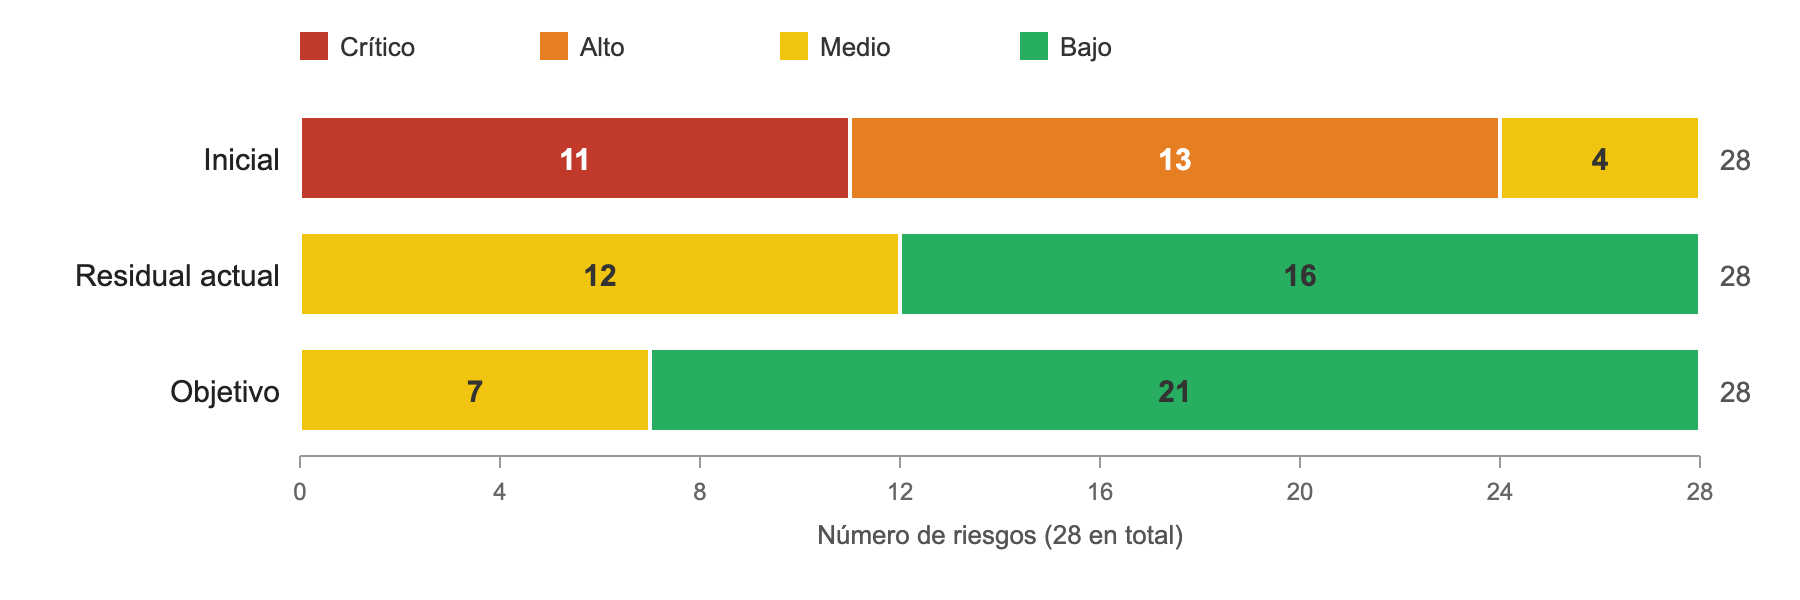 Crítico Alto Medio Bajo
Inicial 11 13 4 28
Residual actual 12 16 28
Objetivo 7 21 28
0 4 8 12 16 20 24 28
Número de riesgos (28 en total)